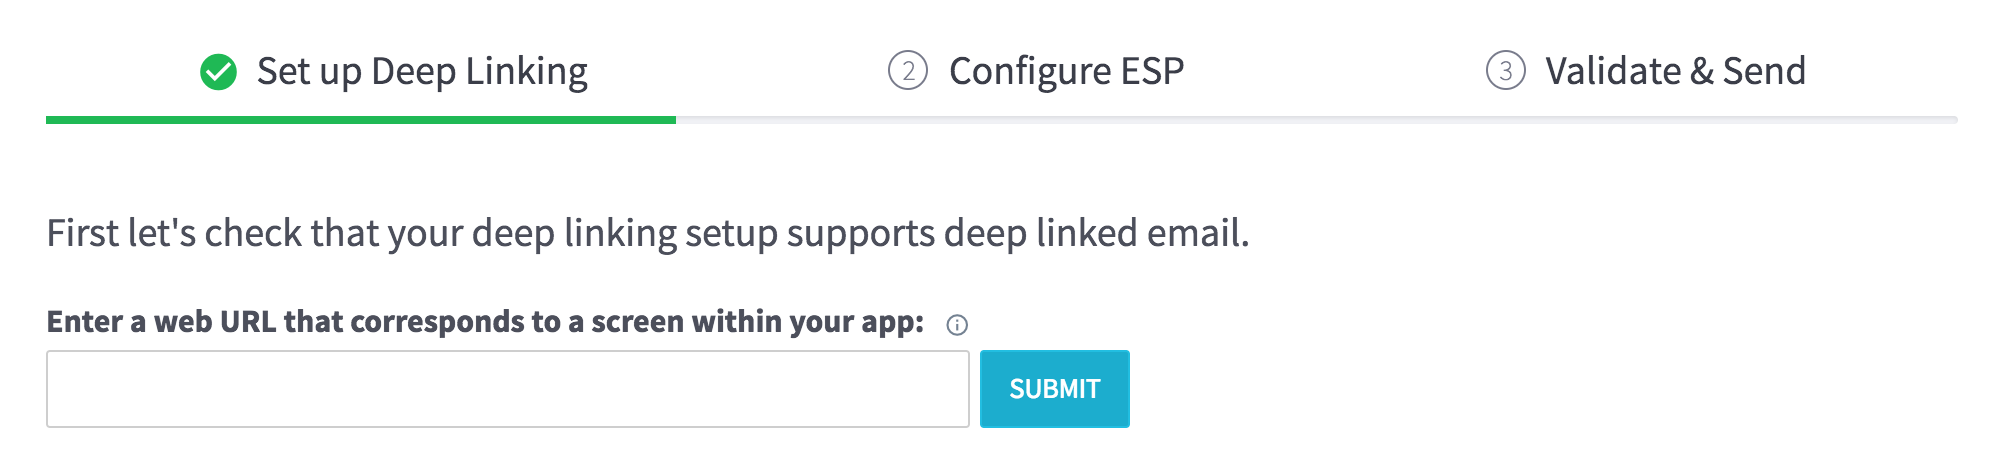 Set up Deep Linking
2 Configure ESP
3 Validate & Send
First let's check that your deep linking setup supports deep linked email.
Enter a web URL that corresponds to a screen within your app:
SUBMIT